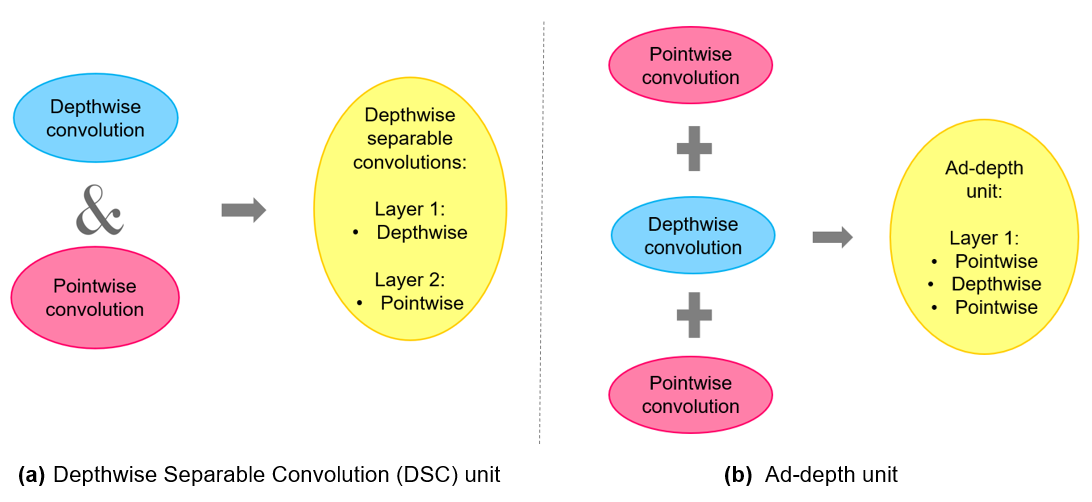 Depthwise
convolution
&
Pointwise
convolution
Depthwise
separable
convolutions:
Layer 1:
• Depthwise
Layer 2:
• Pointwise
(a) Depthwise Separable Convolution (DSC) unit
Pointwise
convolution
+
Depthwise
convolution
+
Pointwise
convolution
Ad-depth
unit:
Layer 1:
• Pointwise
• Depthwise
• Pointwise
(b) Ad-depth unit